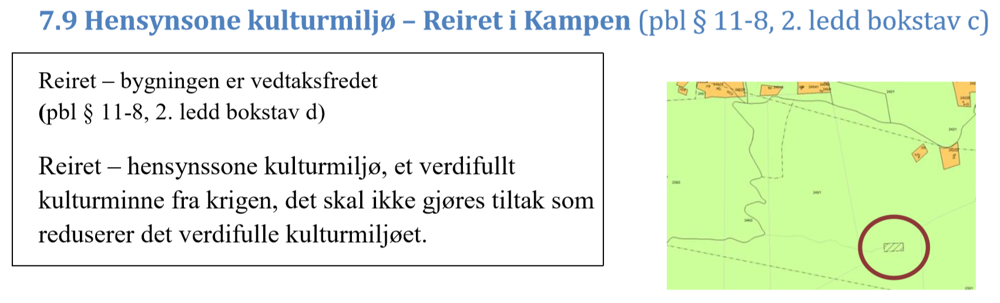 7.9 Hensynsone kulturmiljø – Reiret i Kampen (pbl § 11-8, 2. ledd bokstav c)
Reiret – bygningen er vedtaksfredet
(pbl § 11-8, 2. ledd bokstav d)
Reiret – hensynssone kulturmiljø, et verdifullt
kulturminne fra krigen, det skal ikke gjøres tiltak som
reduserer det verdifulle kulturmiljøet.